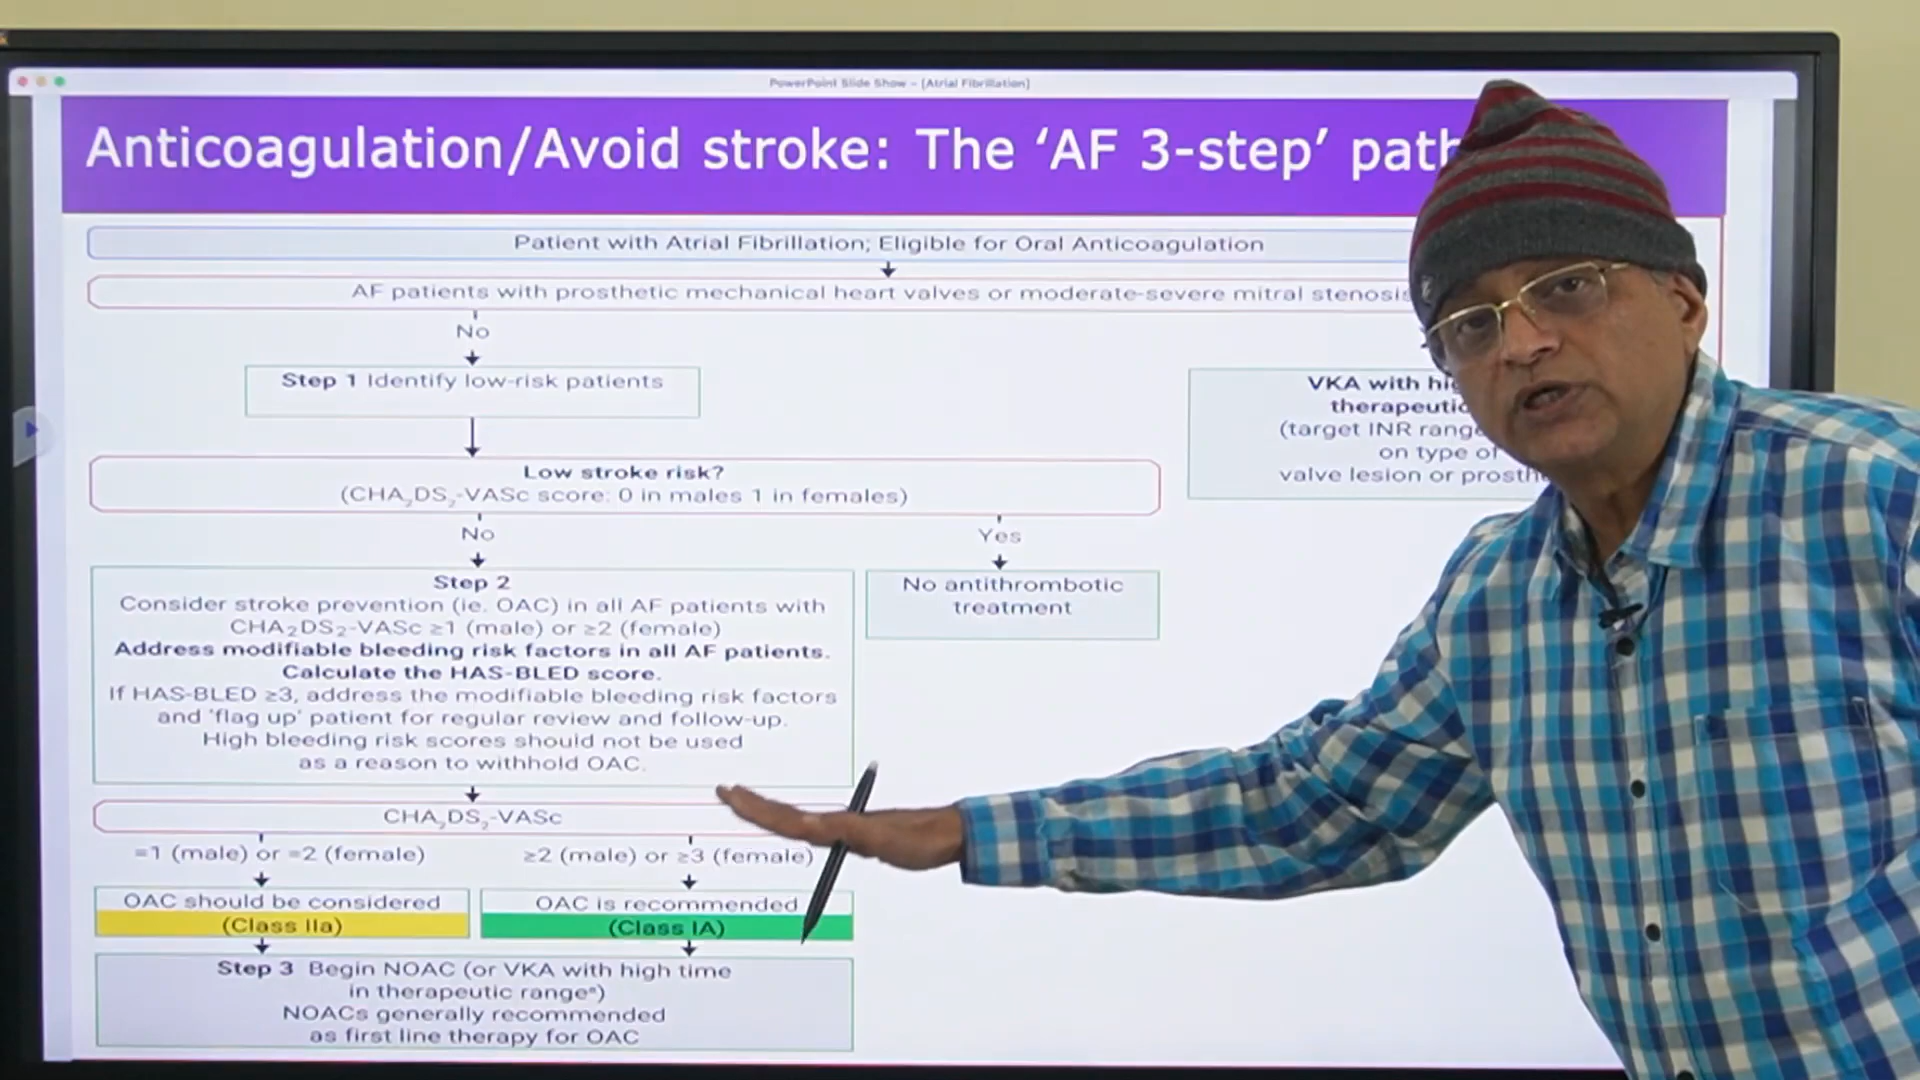 PowerPoint Slide Show – [Atrial Fibrillation]
Anticoagulation/Avoid stroke: The ‘AF 3-step’
Patient with Atrial Fibrillation; Eligible for Oral Anticoagulation
AF patients with prosthetic mechanical heart valves or moderate-severe mitral stenosis
No
Step 1 Identify low-risk patients
VKA with
therapeutic
(target INR range
on type of
valve lesion or
Low stroke risk?
(CHA2DS2-VASc score: 0 in males 1 in females)
No
Yes
Step 2
Consider stroke prevention (ie. OAC) in all AF patients with
CHA2DS2-VASc ≥1 (male) or ≥2 (female)
Address modifiable bleeding risk factors in all AF patients.
Calculate the HAS-BLED score.
If HAS-BLED ≥3, address the modifiable bleeding risk factors
and ‘flag up’ patient for regular review and follow-up.
High bleeding risk scores should not be used
as a reason to withhold OAC.
No antithrombotic
treatment
CHA2DS2-VASc
=1 (male) or =2 (female)
≥2 (male) or ≥3 (female)
OAC should be considered
(Class IIa)
OAC is recommended
(Class IA)
Step 3 Begin NOAC (or VKA with high time
in therapeutic rangeª)
NOACs generally recommended
as first line therapy for OAC